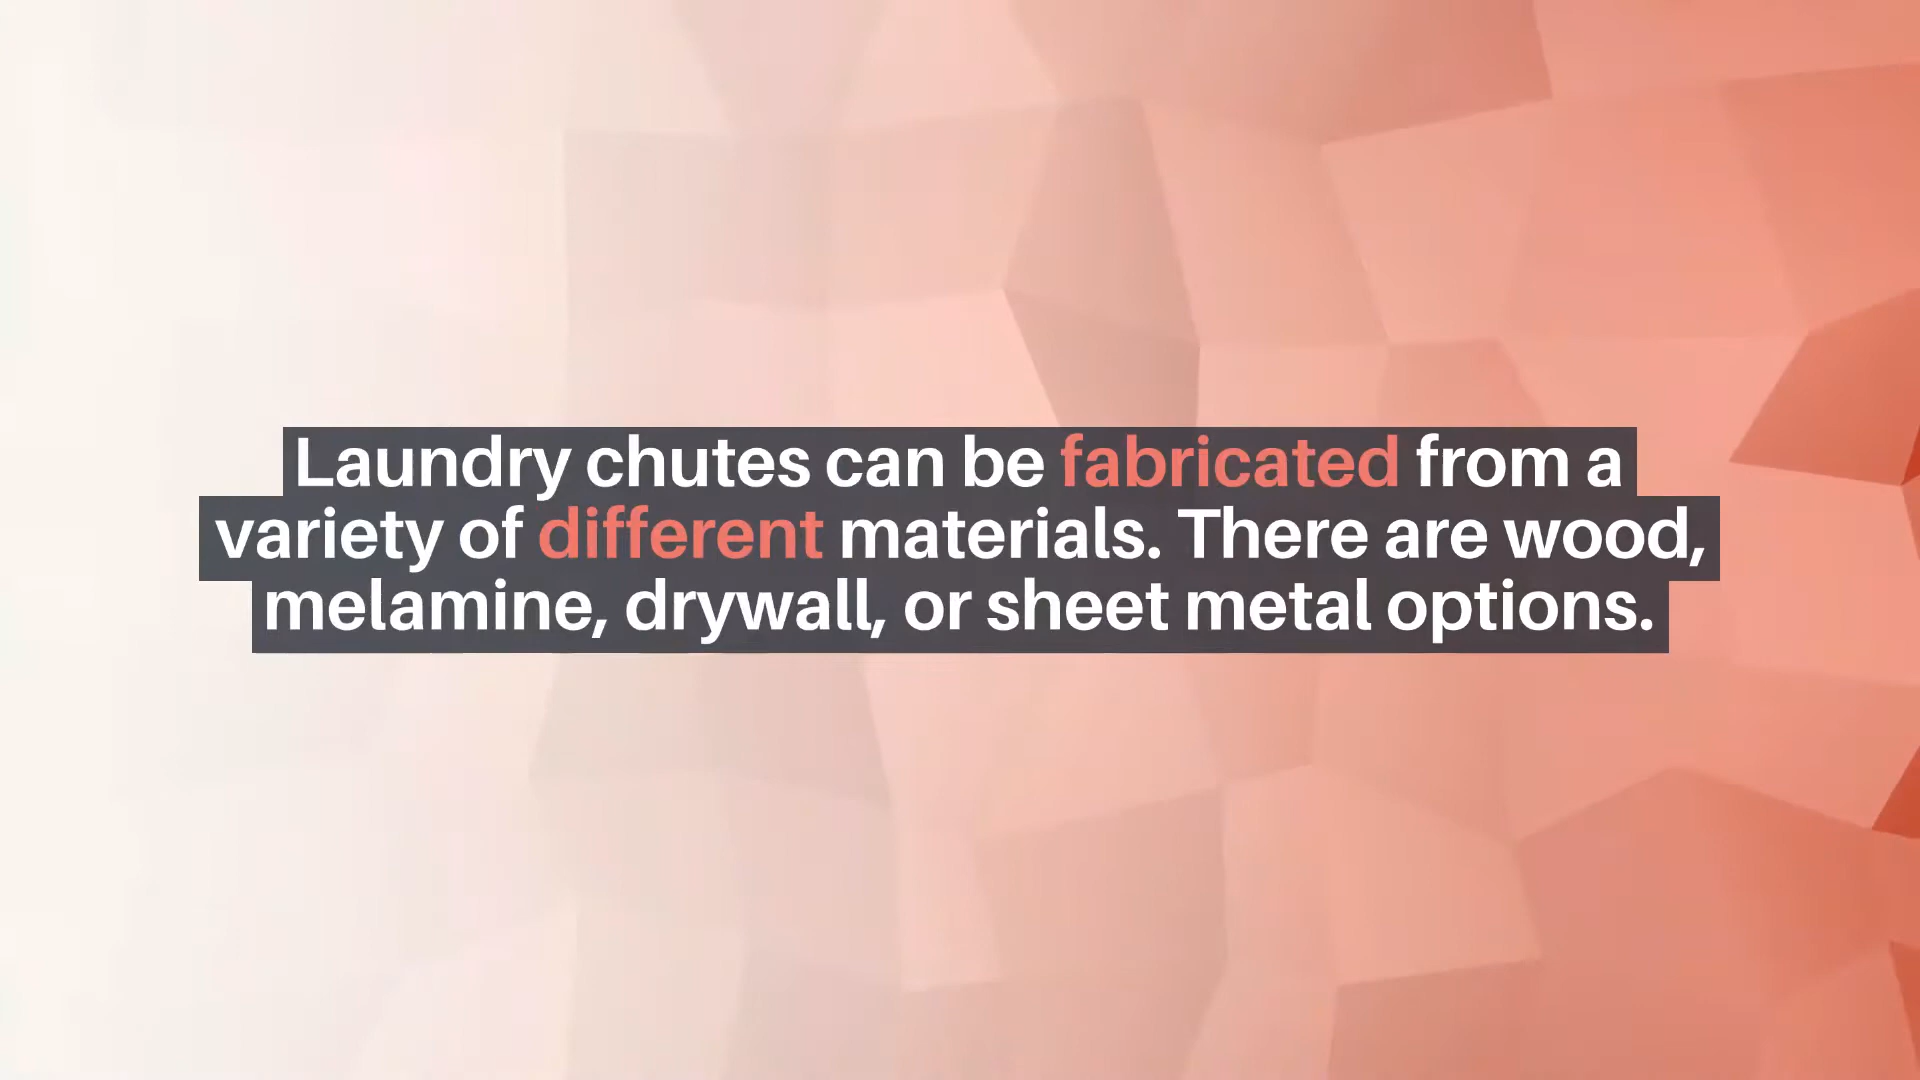 Laundry chutes can be fabricated from a
variety of different materials. There are wood,
melamine, drywall, or sheet metal options.